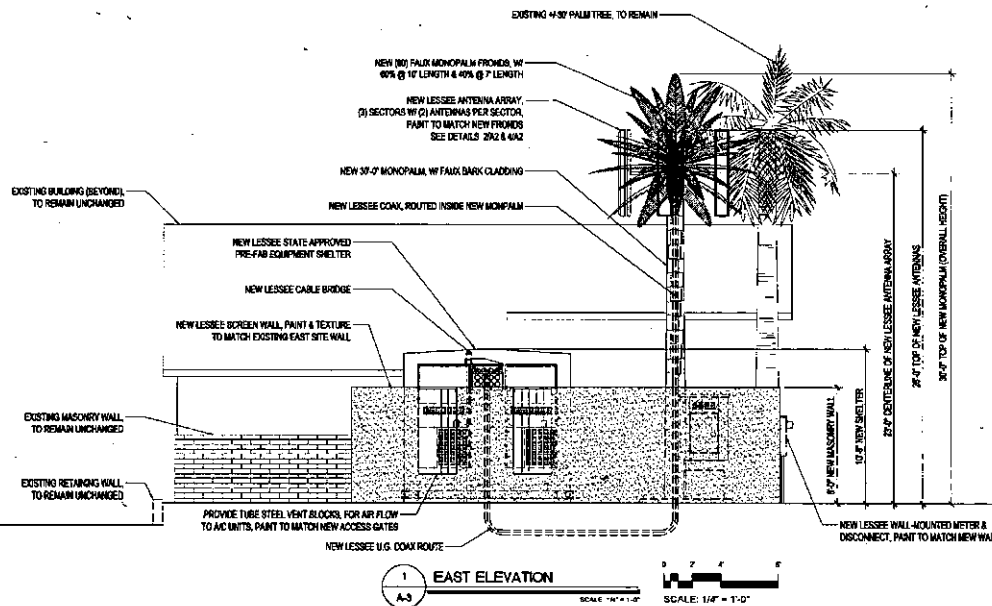 EXISTING +/-30' PALM TREE, TO REMAIN
NEW (60) FAUX MONOPALM FRONDS, W/
60% @ 10' LENGTH & 40% @ 7' LENGTH
NEW LESSEE ANTENNA ARRAY,
(3) SECTORS W/ (2) ANTENNAS PER SECTOR,
PAINT TO MATCH NEW FRONDS
SEE DETAILS 2/A2 & 4/A2
NEW 30'-0" MONOPALM, W/ FAUX BARK CLADDING
EXISTING BUILDING (BEYOND),
TO REMAIN UNCHANGED
NEW LESSEE COAX, ROUTED INSIDE NEW MONPALM
NEW LESSEE STATE APPROVED
PRE-FAB EQUIPMENT SHELTER
NEW LESSEE CABLE BRIDGE
NEW LESSEE SCREEN WALL, PAINT & TEXTURE
TO MATCH EXISTING EAST SITE WALL
EXISTING MASONRY WALL,
TO REMAIN UNCHANGED
EXISTING RETAINING WALL,
TO REMAIN UNCHANGED
PROVIDE TUBE STEEL VENT BLOCKS, FOR AIR FLOW
TO A/C UNITS, PAINT TO MATCH NEW ACCESS GATES
NEW LESSEE U.G. COAX ROUTE
NEW MASONRY WALL
NEW SHELTER
CENTERLINE OF NEW LESSEE ANTENNA ARRAY
TOP OF NEW LESSEE ANTENNAS
30'-0" TOP OF NEW MONOPALM (OVERALL HEIGHT)
NEW LESSEE WALL-MOUNTED METER &
DISCONNECT, PAINT TO MATCH NEW WAL
1
A-3
EAST ELEVATION
0 2' 4' 8'
SCALE: 1/4" = 1'-0"